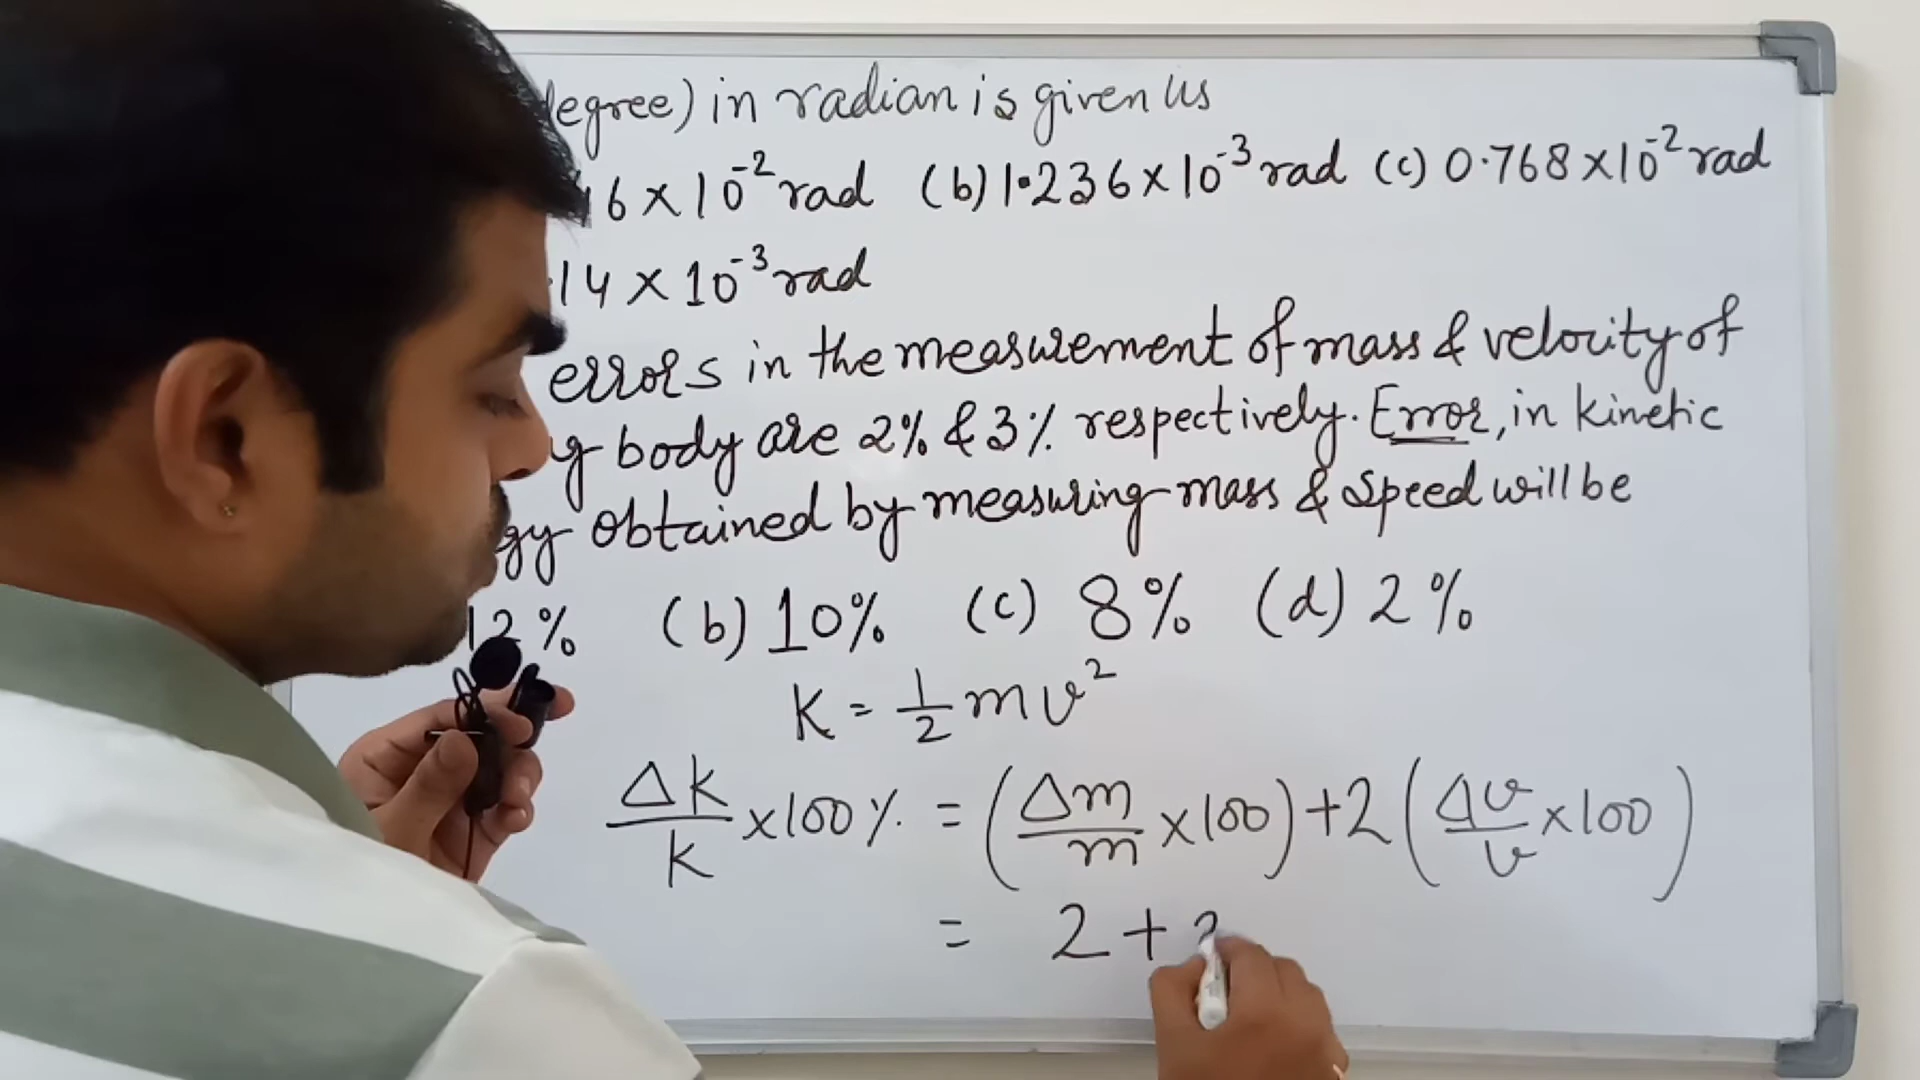 degree) in radian is given us
46 × 10⁻² rad (b) 1.236 × 10⁻³ rad (c) 0.768 × 10⁻² rad
.14 × 10⁻³ rad
errors in the measurement of mass & velocity of
body are 2% & 3% respectively. Error, in kinetic
gy obtained by measuring mass & speed will be
12% (b) 10% (c) 8% (d) 2%
K = 1/2 mv²
Δk/k × 100% = (Δm/m × 100) + 2 (Δv/v × 100)
= 2 +